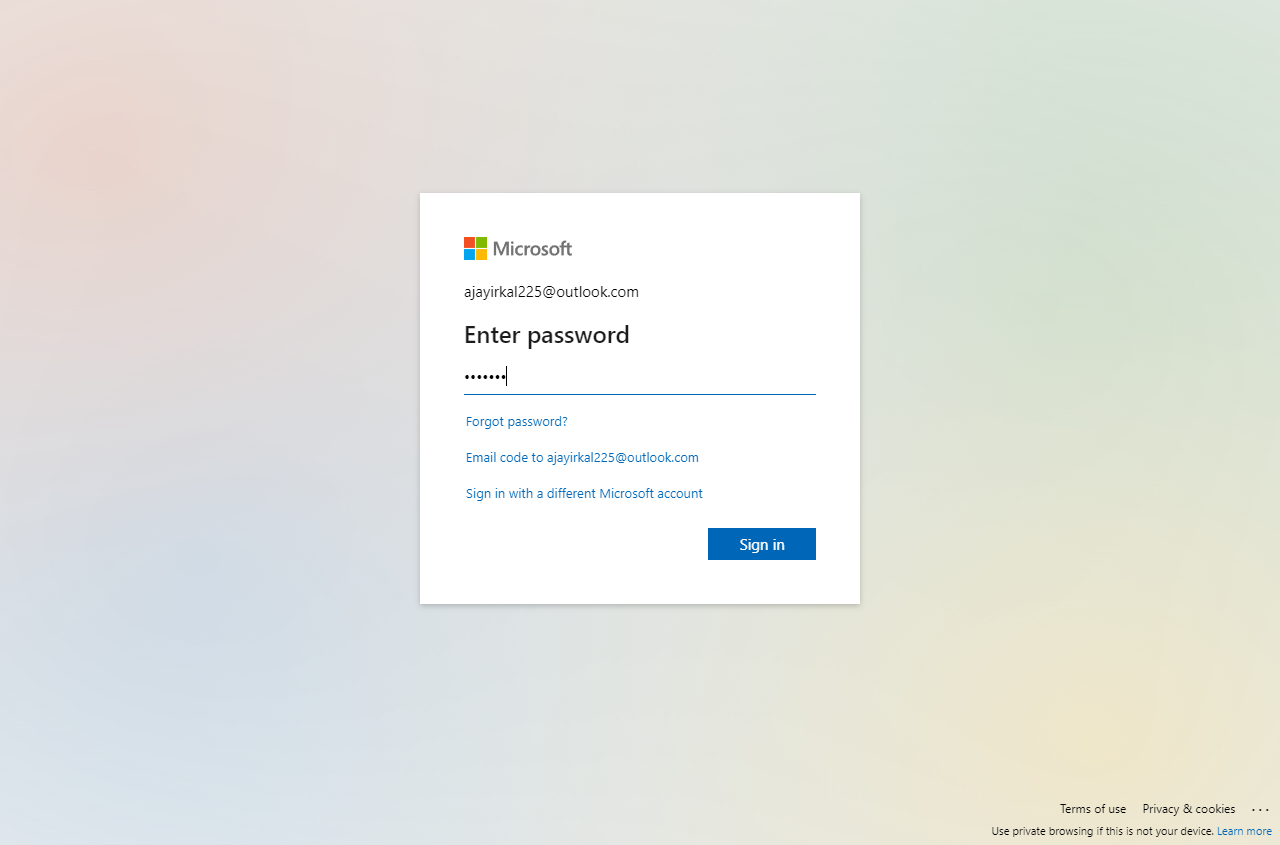 Microsoft
ajayirkal225@outlook.com
Enter password
•••••••
Forgot password?
Email code to ajayirkal225@outlook.com
Sign in with a different Microsoft account
Sign in
Terms of use Privacy & cookies ...
Use private browsing if this is not your device. Learn more